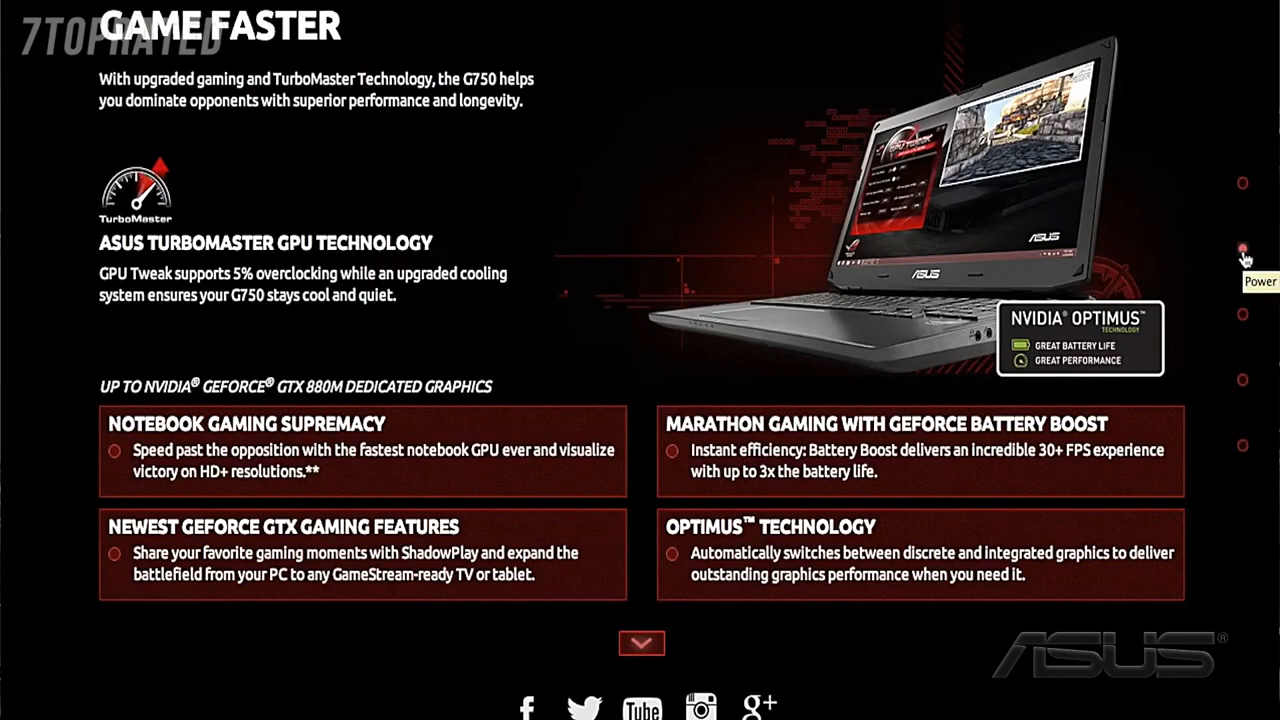 7TOPRATED
GAME FASTER
With upgraded gaming and TurboMaster Technology, the G750 helps
you dominate opponents with superior performance and longevity.
TurboMaster
ASUS TURBOMASTER GPU TECHNOLOGY
GPU Tweak supports 5% overclocking while an upgraded cooling
system ensures your G750 stays cool and quiet.
GPU TWEAK
ASUS
ASUS
Power
NVIDIA® OPTIMUS™
TECHNOLOGY
GREAT BATTERY LIFE
GREAT PERFORMANCE
UP TO NVIDIA® GEFORCE® GTX 880M DEDICATED GRAPHICS
NOTEBOOK GAMING SUPREMACY
Speed past the opposition with the fastest notebook GPU ever and visualize
victory on HD+ resolutions.**
MARATHON GAMING WITH GEFORCE BATTERY BOOST
Instant efficiency: Battery Boost delivers an incredible 30+ FPS experience
with up to 3x the battery life.
NEWEST GEFORCE GTX GAMING FEATURES
Share your favorite gaming moments with ShadowPlay and expand the
battlefield from your PC to any GameStream-ready TV or tablet.
OPTIMUS™ TECHNOLOGY
Automatically switches between discrete and integrated graphics to deliver
outstanding graphics performance when you need it.
ASUS®
f
Tube
g+